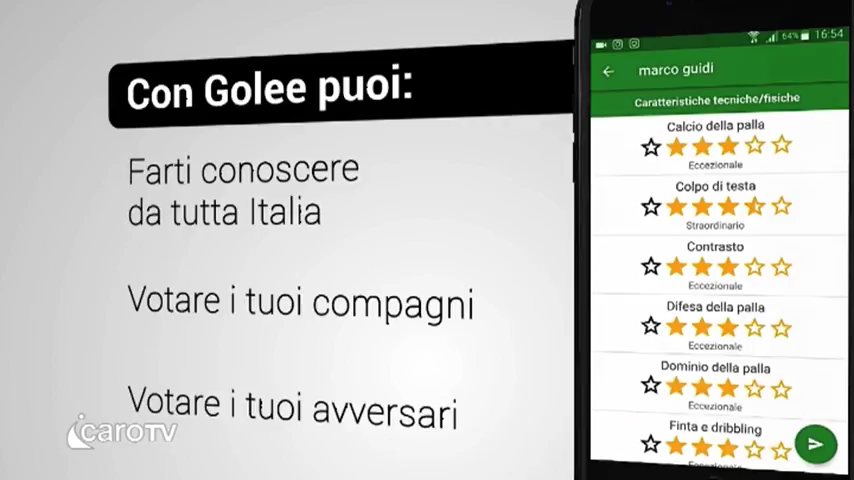 Con Golee puoi:
Farti conoscere
da tutta Italia
Votare i tuoi compagni
Votare i tuoi avversari
icaroTV
64% 16:54
marco guidi
Caratteristiche tecniche/fisiche
Calcio della palla
Eccezionale
Colpo di testa
Straordinario
Contrasto
Eccezionale
Difesa della palla
Eccezionale
Dominio della palla
Eccezionale
Finta e dribbling
Eccezionale